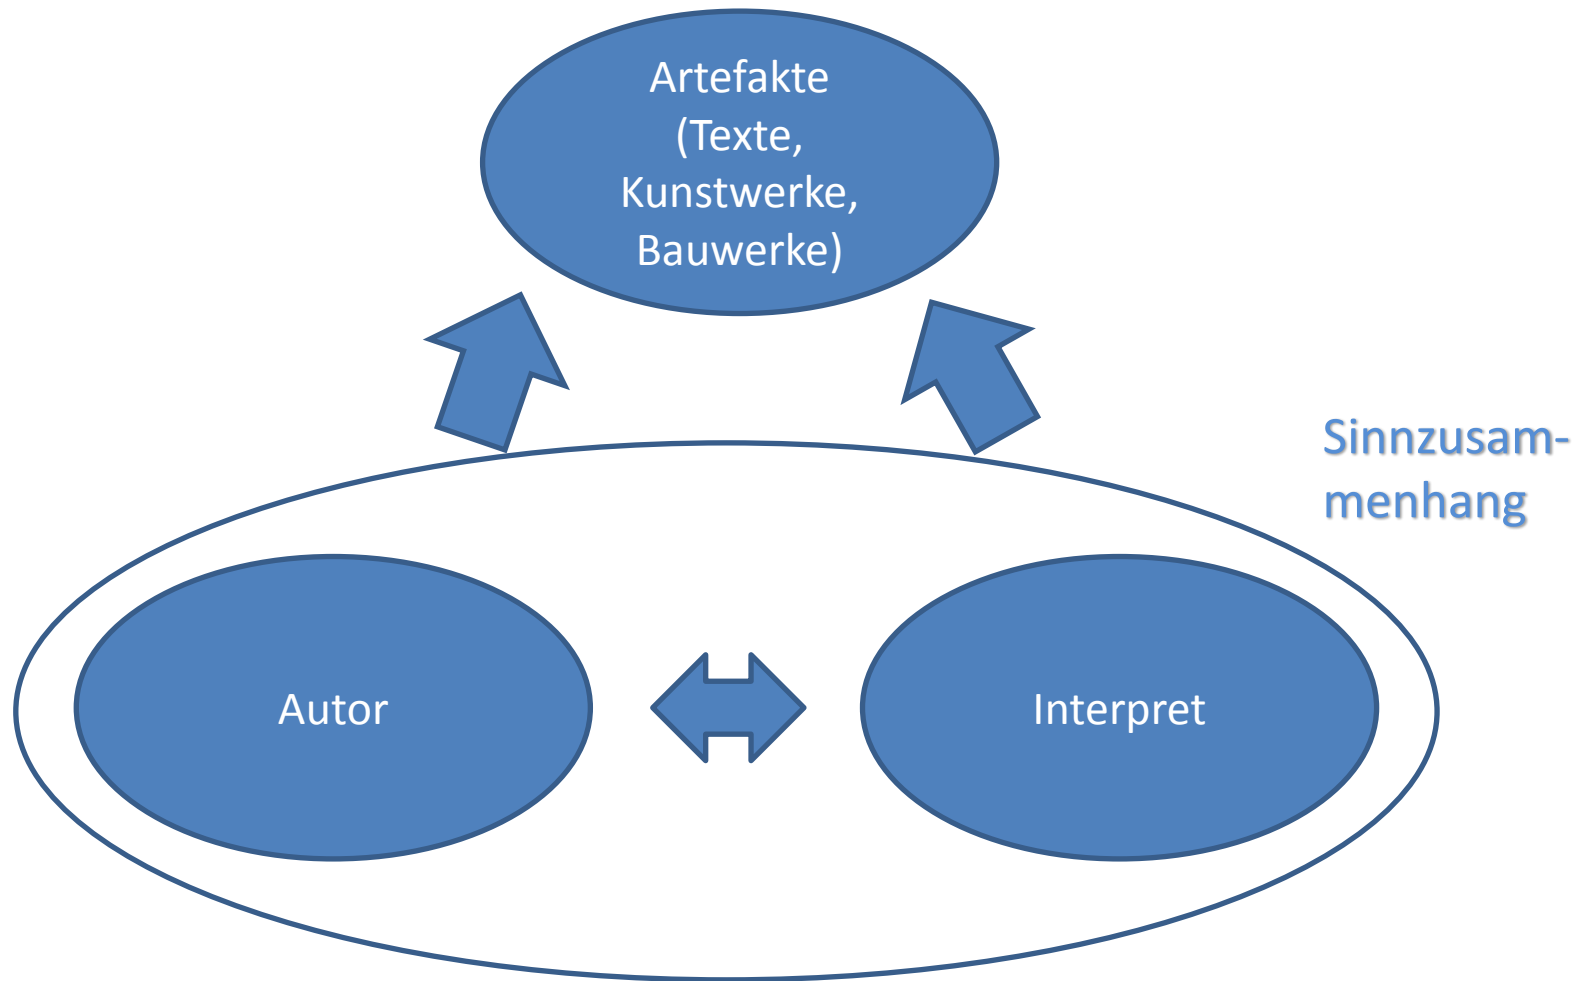 Artefakte
(Texte,
Kunstwerke,
Bauwerke)
Sinnzusam-
menhang
Autor
Interpret